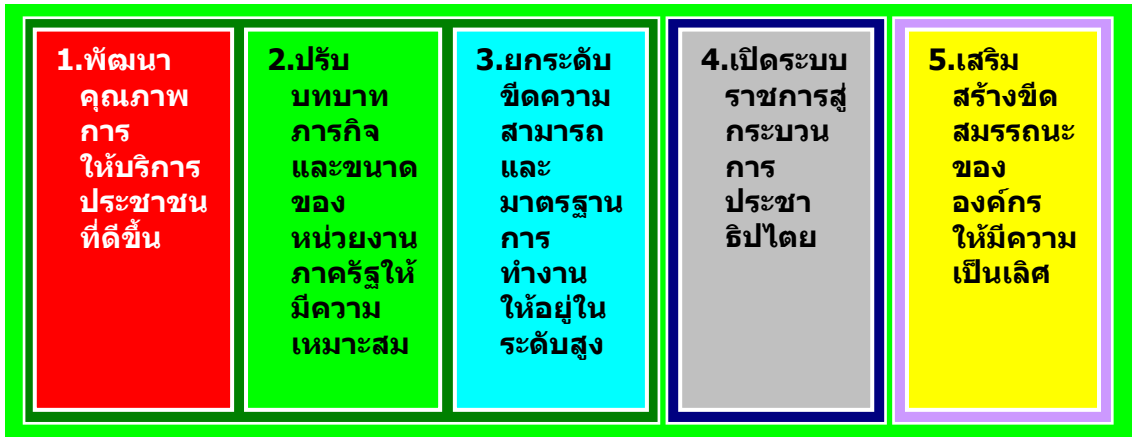 1.พัฒนา
คุณภาพ
การ
ให้บริการ
ประชาชน
ที่ดีขึ้น
2.ปรับ
บทบาท
ภารกิจ
และขนาด
ของ
หน่วยงาน
ภาครัฐให้
มีความ
เหมาะสม
3.ยกระดับ
ขีดความ
สามารถ
และ
มาตรฐาน
การ
ทำงาน
ให้อยู่ใน
ระดับสูง
4.เปิดระบบ
ราชการสู่
กระบวน
การ
ประชา
ธิปไตย
5.เสริม
สร้างขีด
สมรรถนะ
ของ
องค์กร
ให้มีความ
เป็นเลิศ